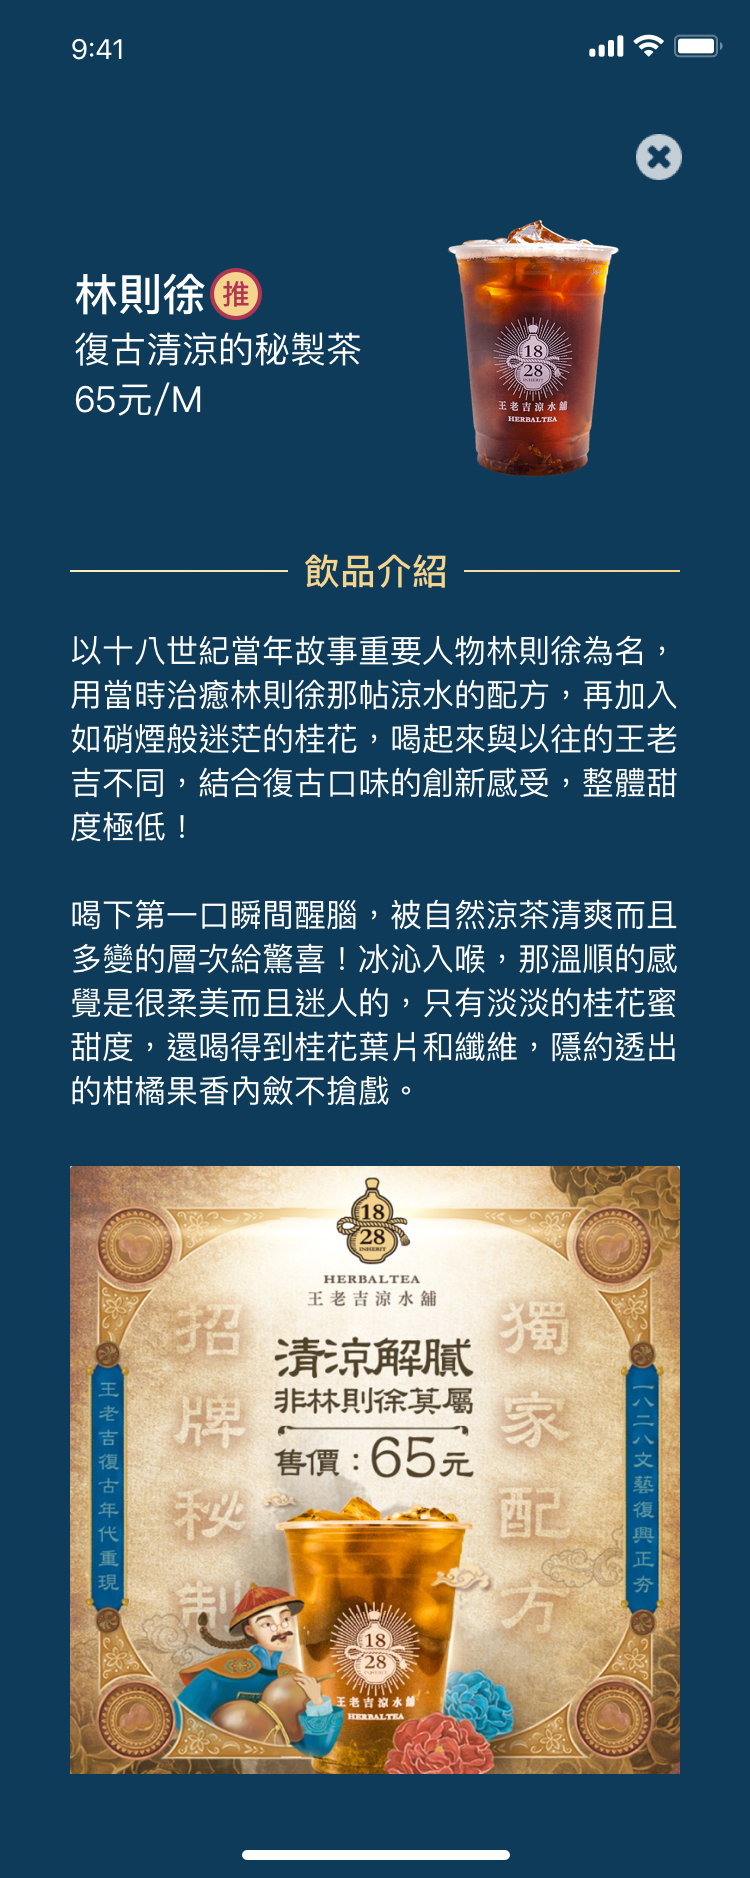 9:41
林則徐 推
復古清涼的秘製茶
65元/M
18
28
INHERIT
王老吉涼水舖
HERBALTEA
飲品介紹
以十八世紀當年故事重要人物林則徐為名，
用當時治癒林則徐那帖涼水的配方，再加入
如硝煙般迷茫的桂花，喝起來與以往的王老
吉不同，結合復古口味的創新感受，整體甜
度極低！
喝下第一口瞬間醒腦，被自然涼茶清爽而且
多變的層次給驚喜！冰沁入喉，那溫順的感
覺是很柔美而且迷人的，只有淡淡的桂花蜜
甜度，還喝得到桂花葉片和纖維，隱約透出
的柑橘果香內斂不搶戲。
18
28
INHERIT
HERBALTEA
王老吉涼水舖
清涼解膩
非林則徐莫屬
售價：65元
獨家配方
招牌秘制
一八二八文藝復興正夯
王老吉復古年代重現
18
28
王老吉涼水舖
HERBALTEA